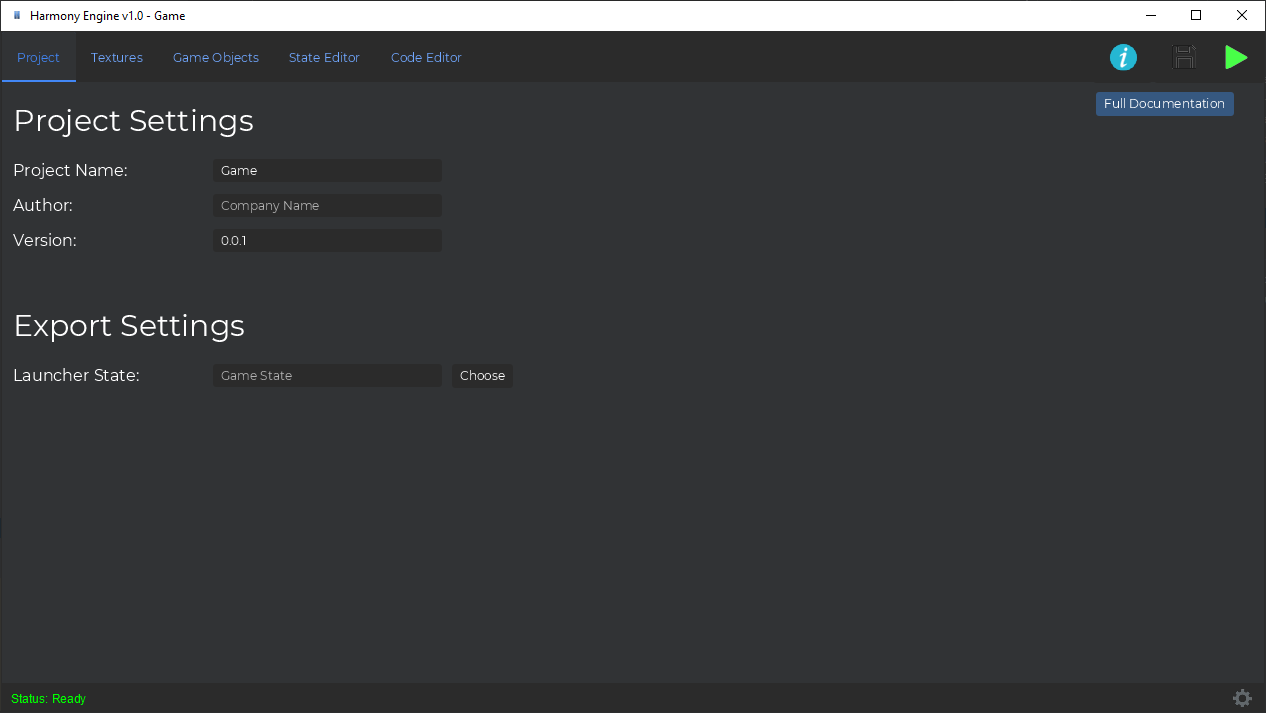 Harmony Engine v1.0 - Game
Project Textures Game Objects State Editor Code Editor
i
Full Documentation
Project Settings
Project Name: Game
Author: Company Name
Version: 0.0.1
Export Settings
Launcher State: Game State Choose
Status: Ready